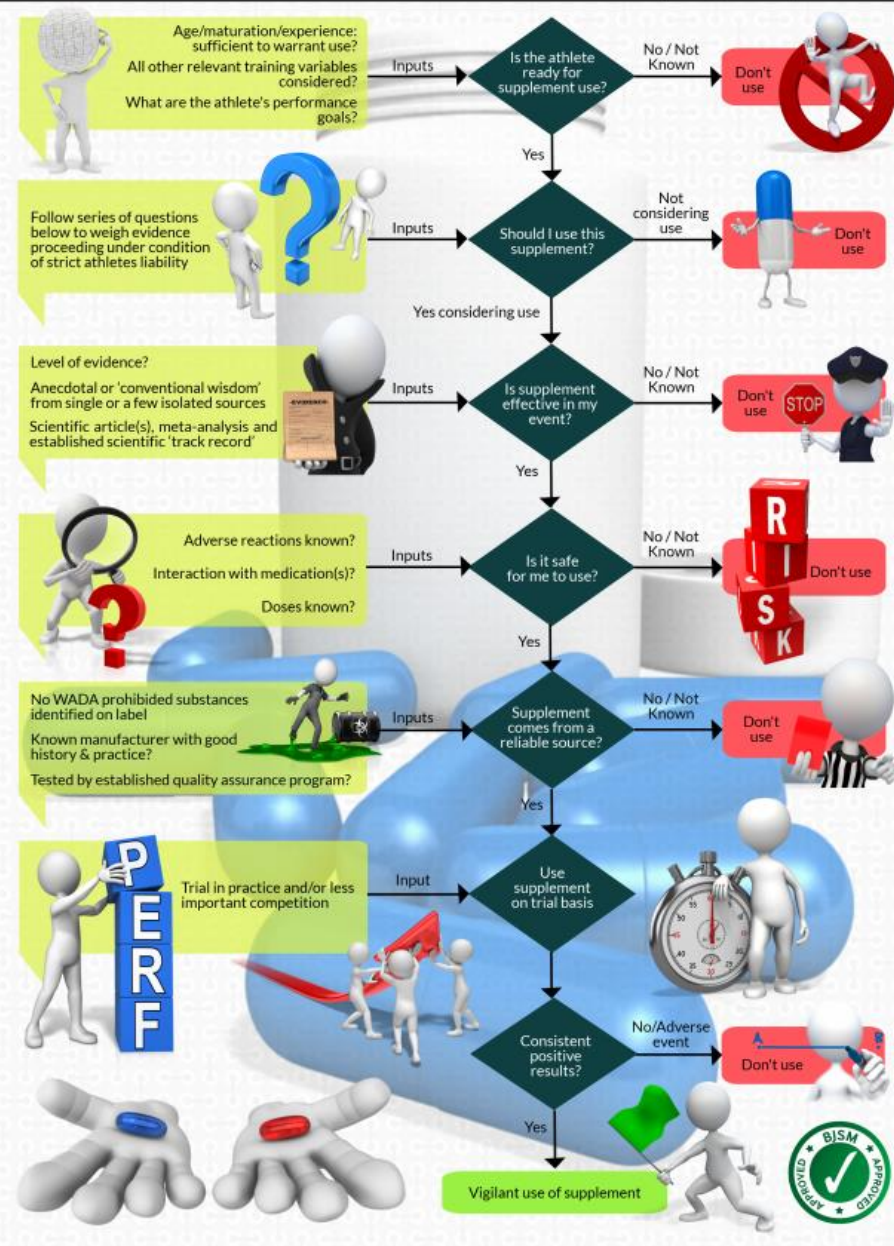 Age/maturation/experience:
sufficient to warrant use?
All other relevant training variables
considered?
What are the athlete's performance
goals?
Inputs
Is the athlete
ready for
supplement use?
No / Not
Known
Don't
use
Yes
Follow series of questions
below to weigh evidence
proceeding under condition
of strict athletes liability
Inputs
Should I use this
supplement?
Not
considering
use
Don't
use
Yes considering use
Level of evidence?
Anecdotal or 'conventional wisdom'
from single or a few isolated sources
Scientific article(s), meta-analysis and
established scientific 'track record'
EVIDENCE
Inputs
Is supplement
effective in my
event?
No / Not
Known
Don't
use
STOP
Yes
Adverse reactions known?
Interaction with medication(s)?
Doses known?
Inputs
Is it safe
for me to use?
No / Not
Known
R
I
S
K
Don't use
Yes
No WADA prohibided substances
identified on label
Known manufacturer with good
history & practice?
Tested by established quality assurance program?
Inputs
Supplement
comes from a
reliable source?
No / Not
Known
Don't
use
Yes
P
E
R
F
Trial in practice and/or less
important competition
Input
Use
supplement
on trial basis
Consistent
positive
results?
No/Adverse
event
A
Don't use
Yes
Vigilant use of supplement
BJSM
APPROVED
APPROVED